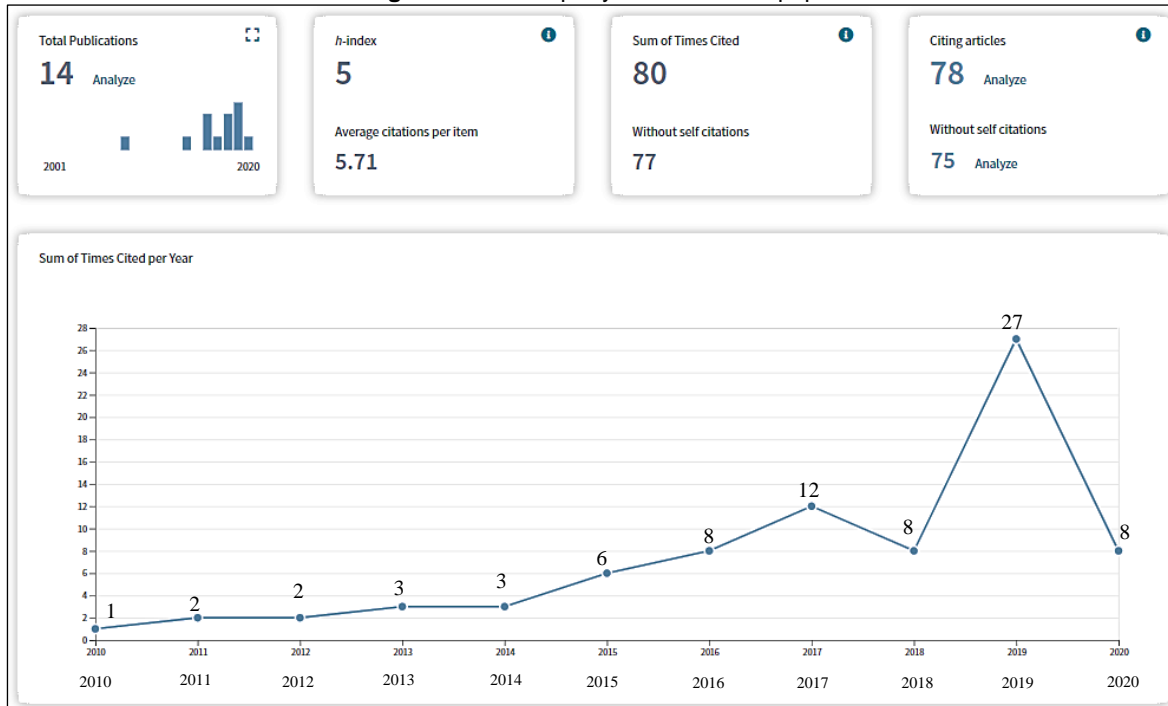 Total Publications
14 Analyze
2001 2020
h-index
5
Average citations per item
5.71
Sum of Times Cited
80
Without self citations
77
Citing articles
78 Analyze
Without self citations
75 Analyze
Sum of Times Cited per Year
28
26
24
22
20
18
16
14
12
10
8
6
4
2
0
1 2 2 3 3 6 8 12 8 27 8
2010 2011 2012 2013 2014 2015 2016 2017 2018 2019 2020
2010 2011 2012 2013 2014 2015 2016 2017 2018 2019 2020